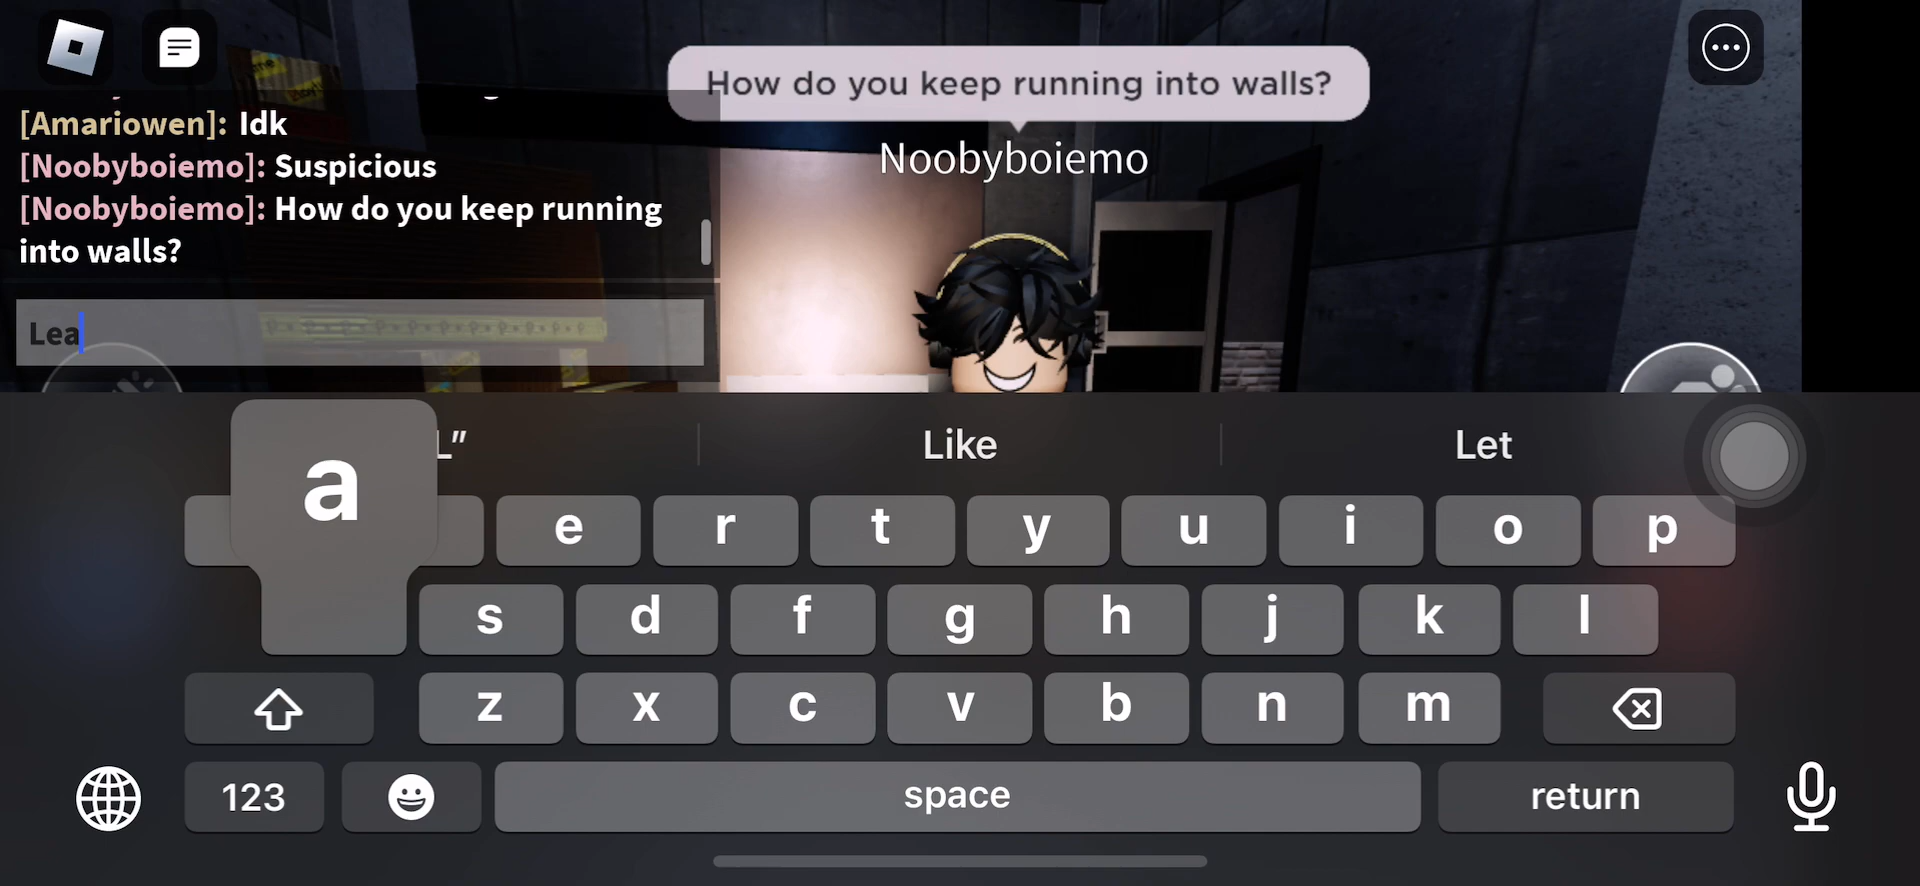 How do you keep running into walls?
Noobyboiemo
[Amariowen]: Idk
[Noobyboiemo]: Suspicious
[Noobyboiemo]: How do you keep running
into walls?
Lea
L” Like Let
a
e r t y u i o p
s d f g h j k l
z x c v b n m
123 space return